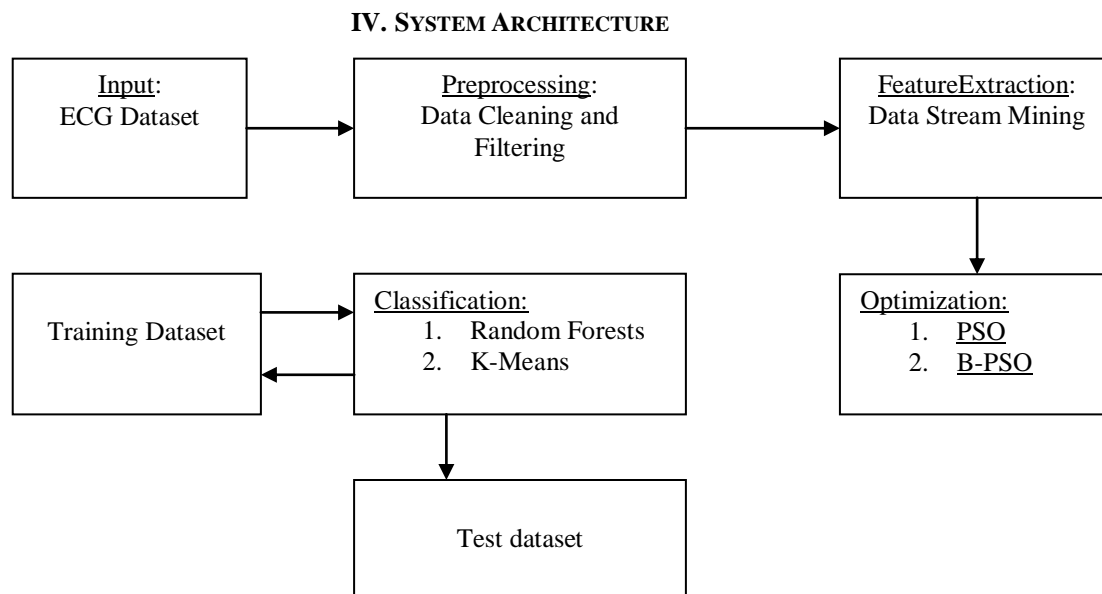 IV. SYSTEM ARCHITECTURE
Input:
ECG Dataset
Preprocessing:
Data Cleaning and
Filtering
FeatureExtraction:
Data Stream Mining
Training Dataset
Classification:
1. Random Forests
2. K-Means
Optimization:
1. PSO
2. B-PSO
Test dataset